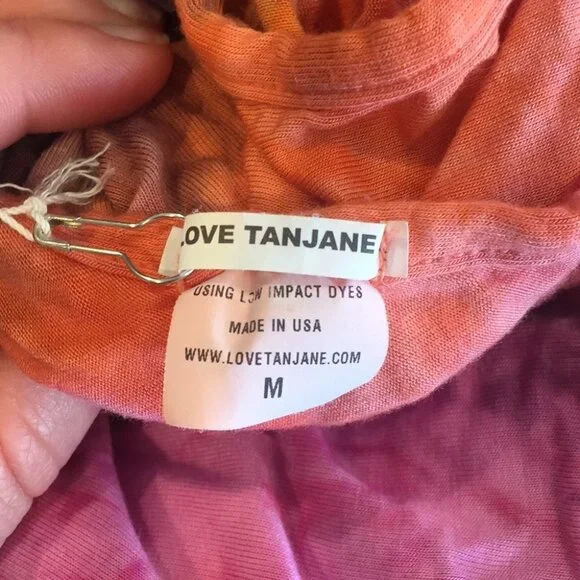 LOVE TANJANE
USING LOW IMPACT DYES
MADE IN USA
WWW.LOVETANJANE.COM
M